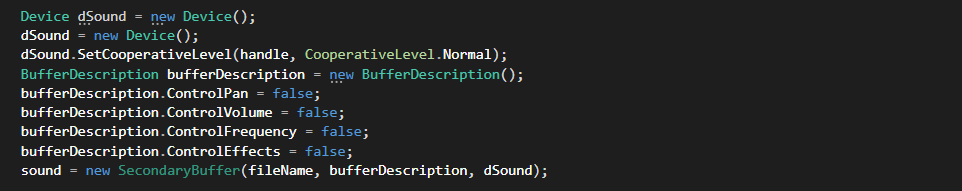 Device dSound = new Device();
dSound = new Device();
dSound.SetCooperativeLevel(handle, CooperativeLevel.Normal);
BufferDescription bufferDescription = new BufferDescription();
bufferDescription.ControlPan = false;
bufferDescription.ControlVolume = false;
bufferDescription.ControlFrequency = false;
bufferDescription.ControlEffects = false;
sound = new SecondaryBuffer(fileName, bufferDescription, dSound);